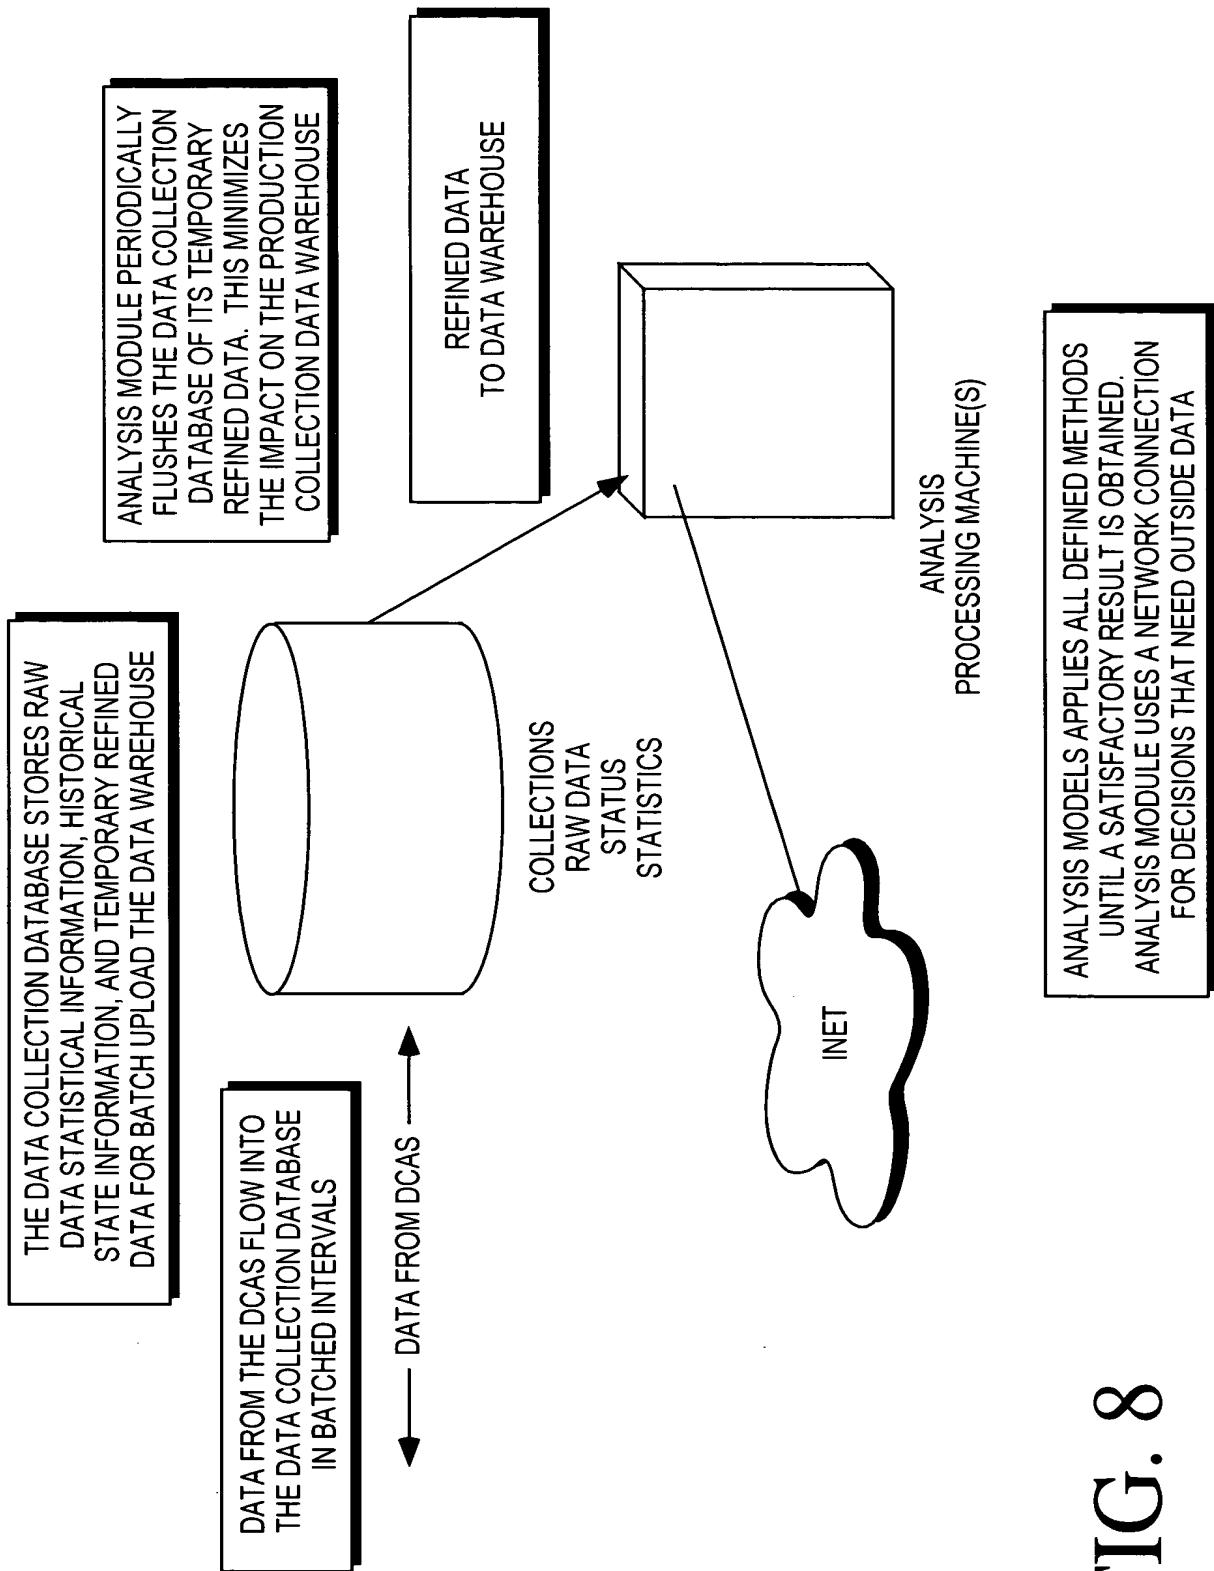 THE DATA COLLECTION DATABASE STORES RAW
DATA STATISTICAL INFORMATION, HISTORICAL
STATE INFORMATION, AND TEMPORARY REFINED
DATA FOR BATCH UPLOAD THE DATA WAREHOUSE
ANALYSIS MODULE PERIODICALLY
FLUSHES THE DATA COLLECTION
DATABASE OF ITS TEMPORARY
REFINED DATA. THIS MINIMIZES
THE IMPACT ON THE PRODUCTION
COLLECTION DATA WAREHOUSE
DATA FROM THE DCAS FLOW INTO
THE DATA COLLECTION DATABASE
IN BATCHED INTERVALS
DATA FROM DCAS
COLLECTIONS
RAW DATA
STATUS
STATISTICS
REFINED DATA
TO DATA WAREHOUSE
INET
ANALYSIS
PROCESSING MACHINE(S)
ANALYSIS MODELS APPLIES ALL DEFINED METHODS
UNTIL A SATISFACTORY RESULT IS OBTAINED.
ANALYSIS MODULE USES A NETWORK CONNECTION
FOR DECISIONS THAT NEED OUTSIDE DATA
FIG. 8